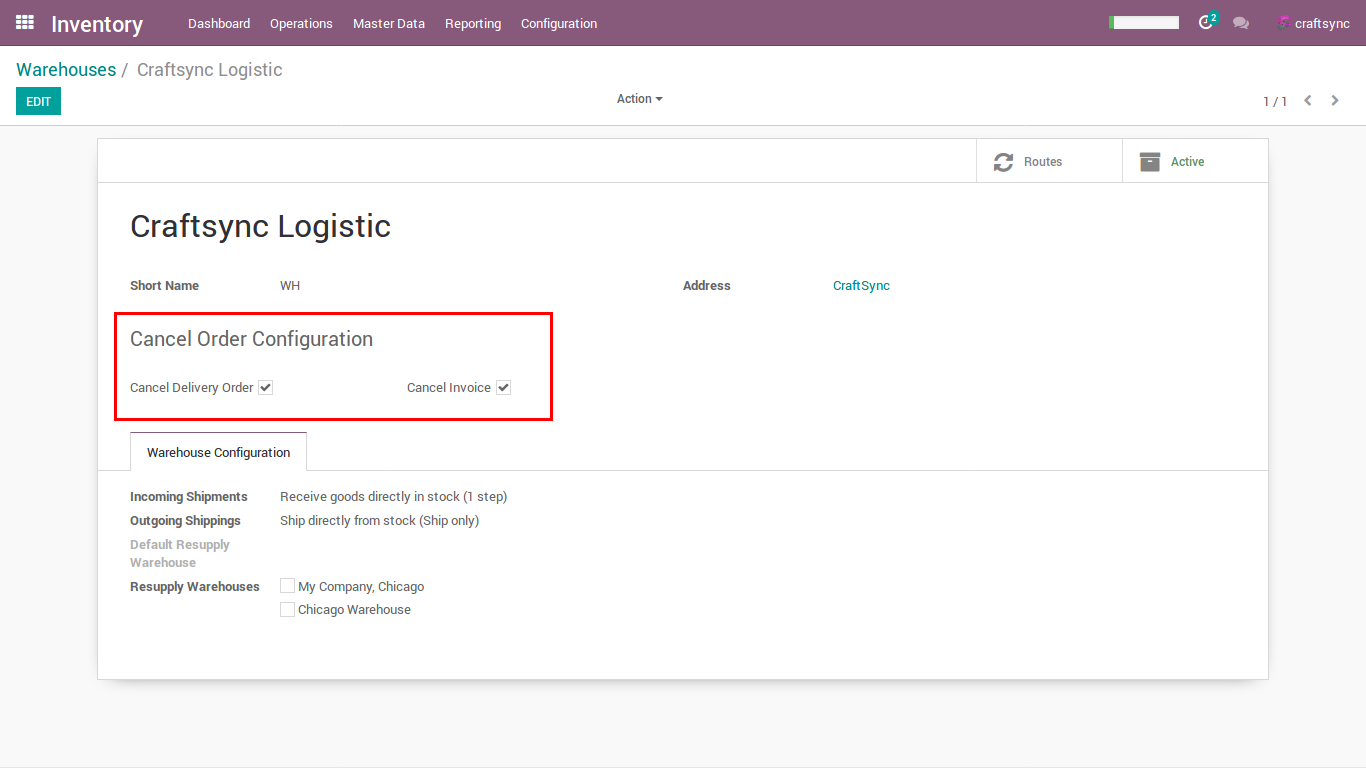 Inventory Dashboard Operations Master Data Reporting Configuration 2 craftsync
Warehouses / Craftsync Logistic
EDIT Action 1 / 1
Routes Active
Craftsync Logistic
Short Name WH Address CraftSync
Cancel Order Configuration
Cancel Delivery Order Cancel Invoice
Warehouse Configuration
Incoming Shipments Receive goods directly in stock (1 step)
Outgoing Shippings Ship directly from stock (Ship only)
Default Resupply
Warehouse
Resupply Warehouses My Company, Chicago
Chicago Warehouse